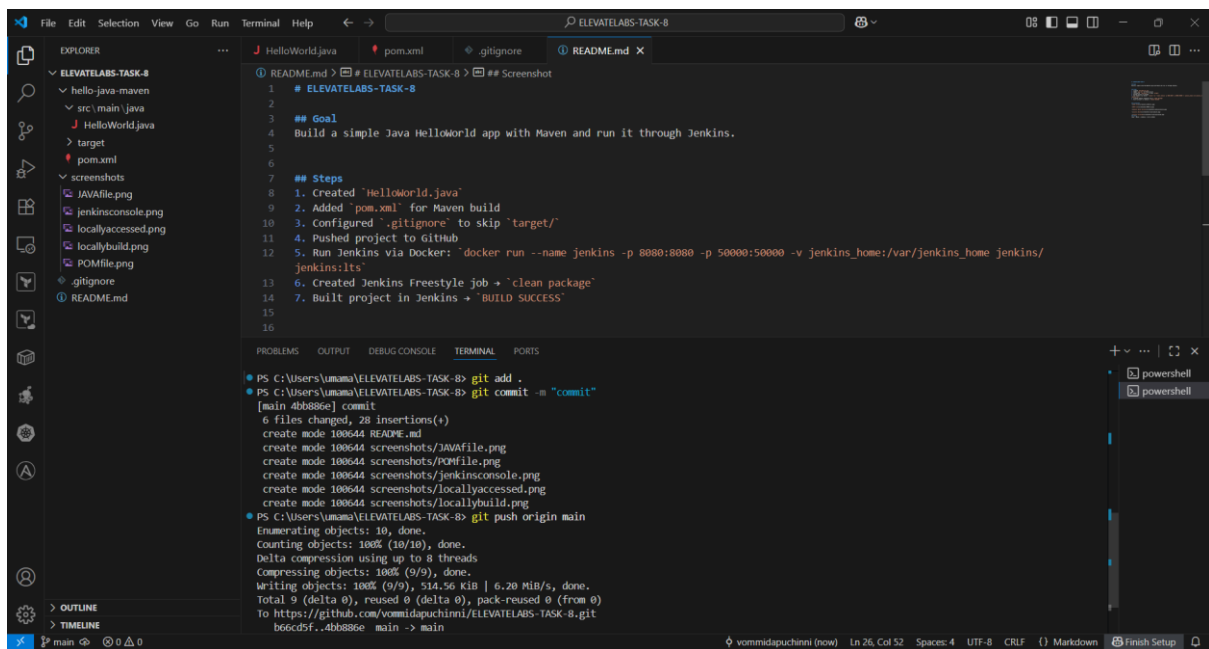 File Edit Selection View Go Run Terminal Help
ELEVATELABS-TASK-8
EXPLORER
ELEVATELABS-TASK-8
hello-java-maven
src\main\java
HelloWorld.java
target
pom.xml
screenshots
JAVAfile.png
jenkinsconsole.png
locallyaccessed.png
locallybuild.png
POMfile.png
.gitignore
README.md
OUTLINE
TIMELINE
HelloWorld.java pom.xml .gitignore README.md
README.md > # ELEVATELABS-TASK-8 > ## Screenshot
1 # ELEVATELABS-TASK-8
2
3 ## Goal
4 Build a simple Java HelloWorld app with Maven and run it through Jenkins.
5
6
7 ## Steps
8 1. Created `HelloWorld.java`
9 2. Added `pom.xml` for Maven build
10 3. Configured `.gitignore` to skip `target/`
11 4. Pushed project to GitHub
12 5. Run Jenkins via Docker: `docker run --name jenkins -p 8080:8080 -p 50000:50000 -v jenkins_home:/var/jenkins_home jenkins/
jenkins:lts`
13 6. Created Jenkins Freestyle job → `clean package`
14 7. Built project in Jenkins → `BUILD SUCCESS`
15
16
PROBLEMS OUTPUT DEBUG CONSOLE TERMINAL PORTS
PS C:\Users\umama\ELEVATELABS-TASK-8> git add .
PS C:\Users\umama\ELEVATELABS-TASK-8> git commit -m "commit"
[main 4bb886e] commit
6 files changed, 28 insertions(+)
create mode 100644 README.md
create mode 100644 screenshots/JAVAfile.png
create mode 100644 screenshots/POMfile.png
create mode 100644 screenshots/jenkinsconsole.png
create mode 100644 screenshots/locallyaccessed.png
create mode 100644 screenshots/locallybuild.png
PS C:\Users\umama\ELEVATELABS-TASK-8> git push origin main
Enumerating objects: 10, done.
Counting objects: 100% (10/10), done.
Delta compression using up to 8 threads
Compressing objects: 100% (9/9), done.
Writing objects: 100% (9/9), 514.56 KiB | 6.20 MiB/s, done.
Total 9 (delta 0), reused 0 (delta 0), pack-reused 0 (from 0)
To https://github.com/vommidapuchinni/ELEVATELABS-TASK-8.git
b66cd5f..4bb886e main -> main
powershell
powershell
main 0 0 vommidapuchinni (now) Ln 26, Col 52 Spaces: 4 UTF-8 CRLF {} Markdown Finish Setup